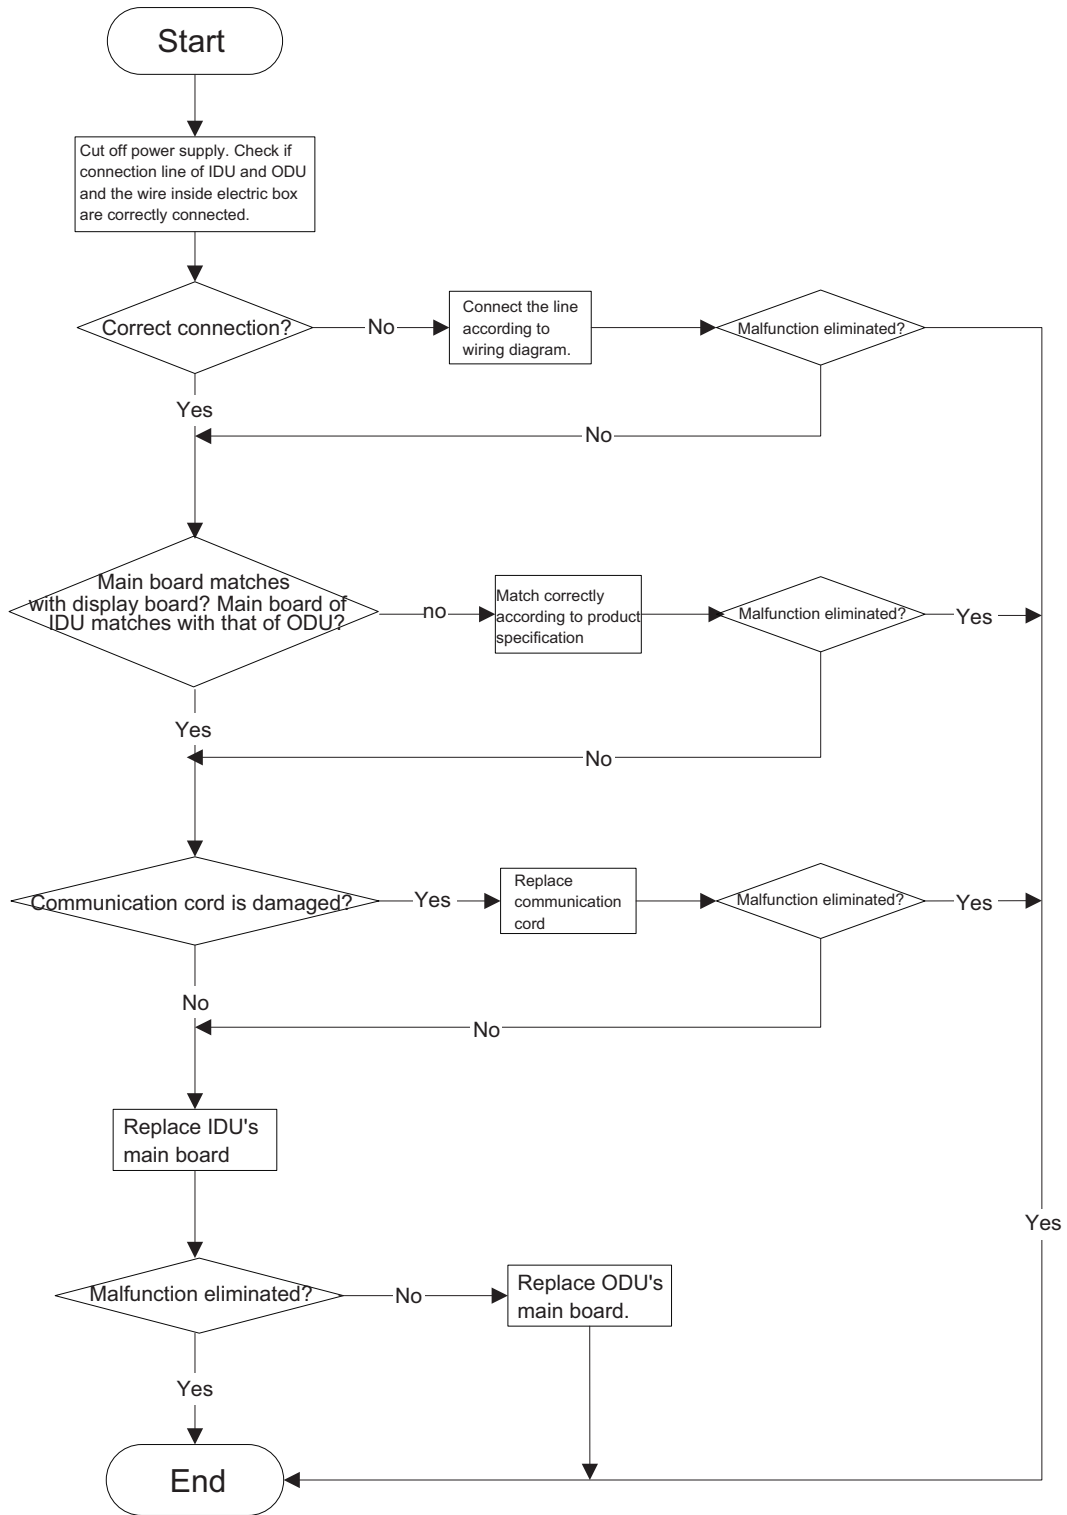 Start
Cut off power supply. Check if
connection line of IDU and ODU
and the wire inside electric box
are correctly connected.
Correct connection?
No
Connect the line
according to
wiring diagram.
Malfunction eliminated?
Yes
No
Main board matches
with display board? Main board of
IDU matches with that of ODU?
no
Match correctly
according to product
specification
Malfunction eliminated?
Yes
Yes
No
Communication cord is damaged?
Yes
Replace
communication
cord
Malfunction eliminated?
Yes
No
No
Replace IDU's
main board
Yes
Malfunction eliminated?
No
Replace ODU's
main board.
Yes
End